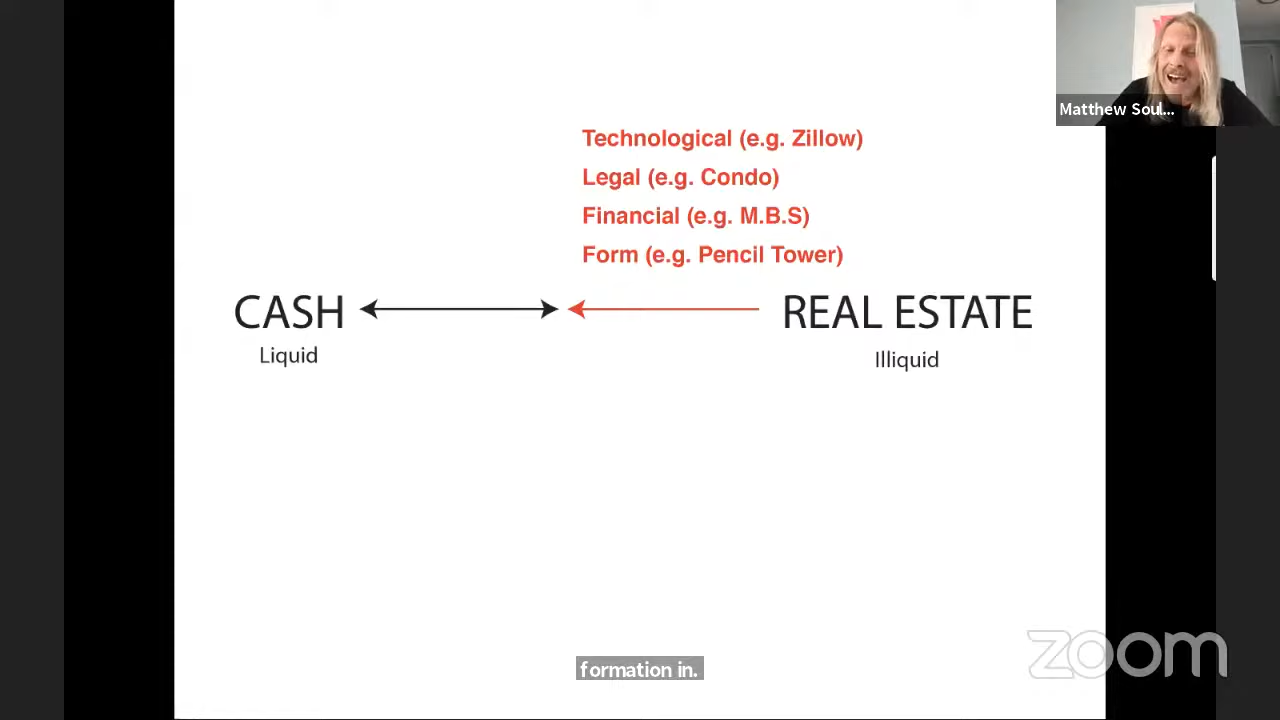 Matthew Soul...
Technological (e.g. Zillow)
Legal (e.g. Condo)
Financial (e.g. M.B.S)
Form (e.g. Pencil Tower)
CASH
REAL ESTATE
Liquid
Illiquid
zoom
formation in.